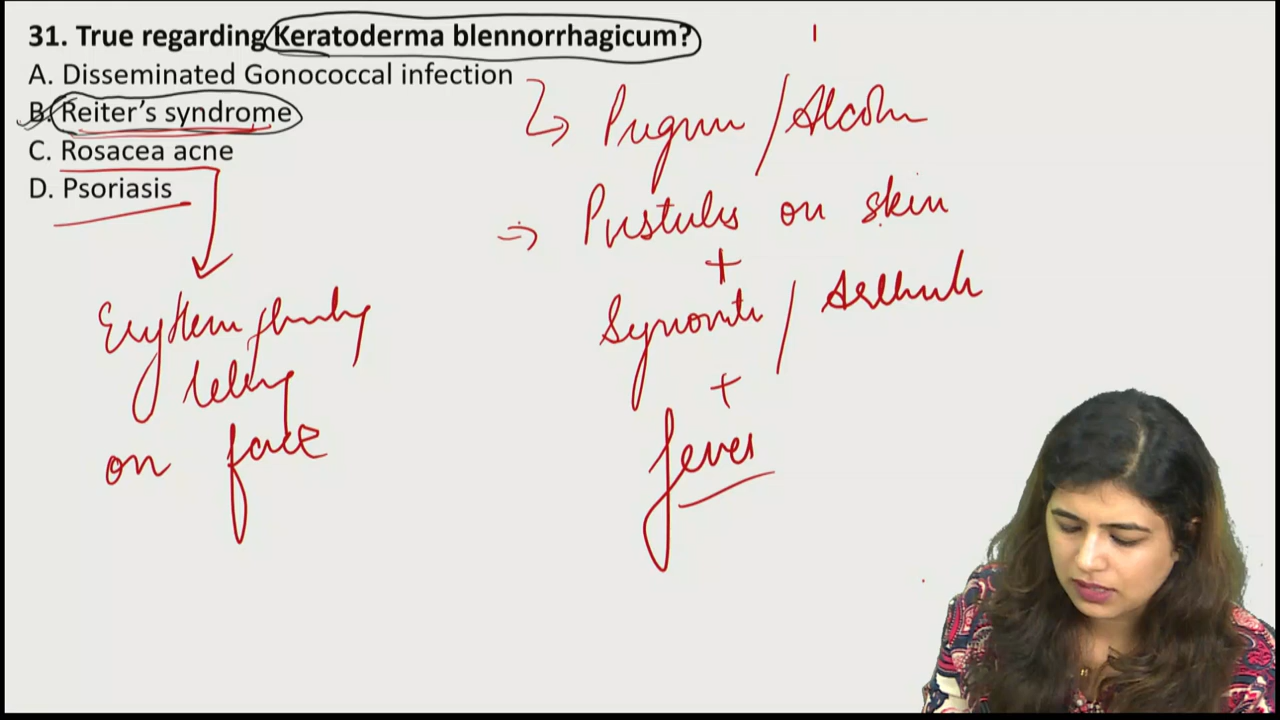 31. True regarding Keratoderma blennorrhagicum?
A. Disseminated Gonococcal infection
B. Reiter's syndrome
C. Rosacea acne
D. Psoriasis
Pustules on skin
+
/
+
fever
on face